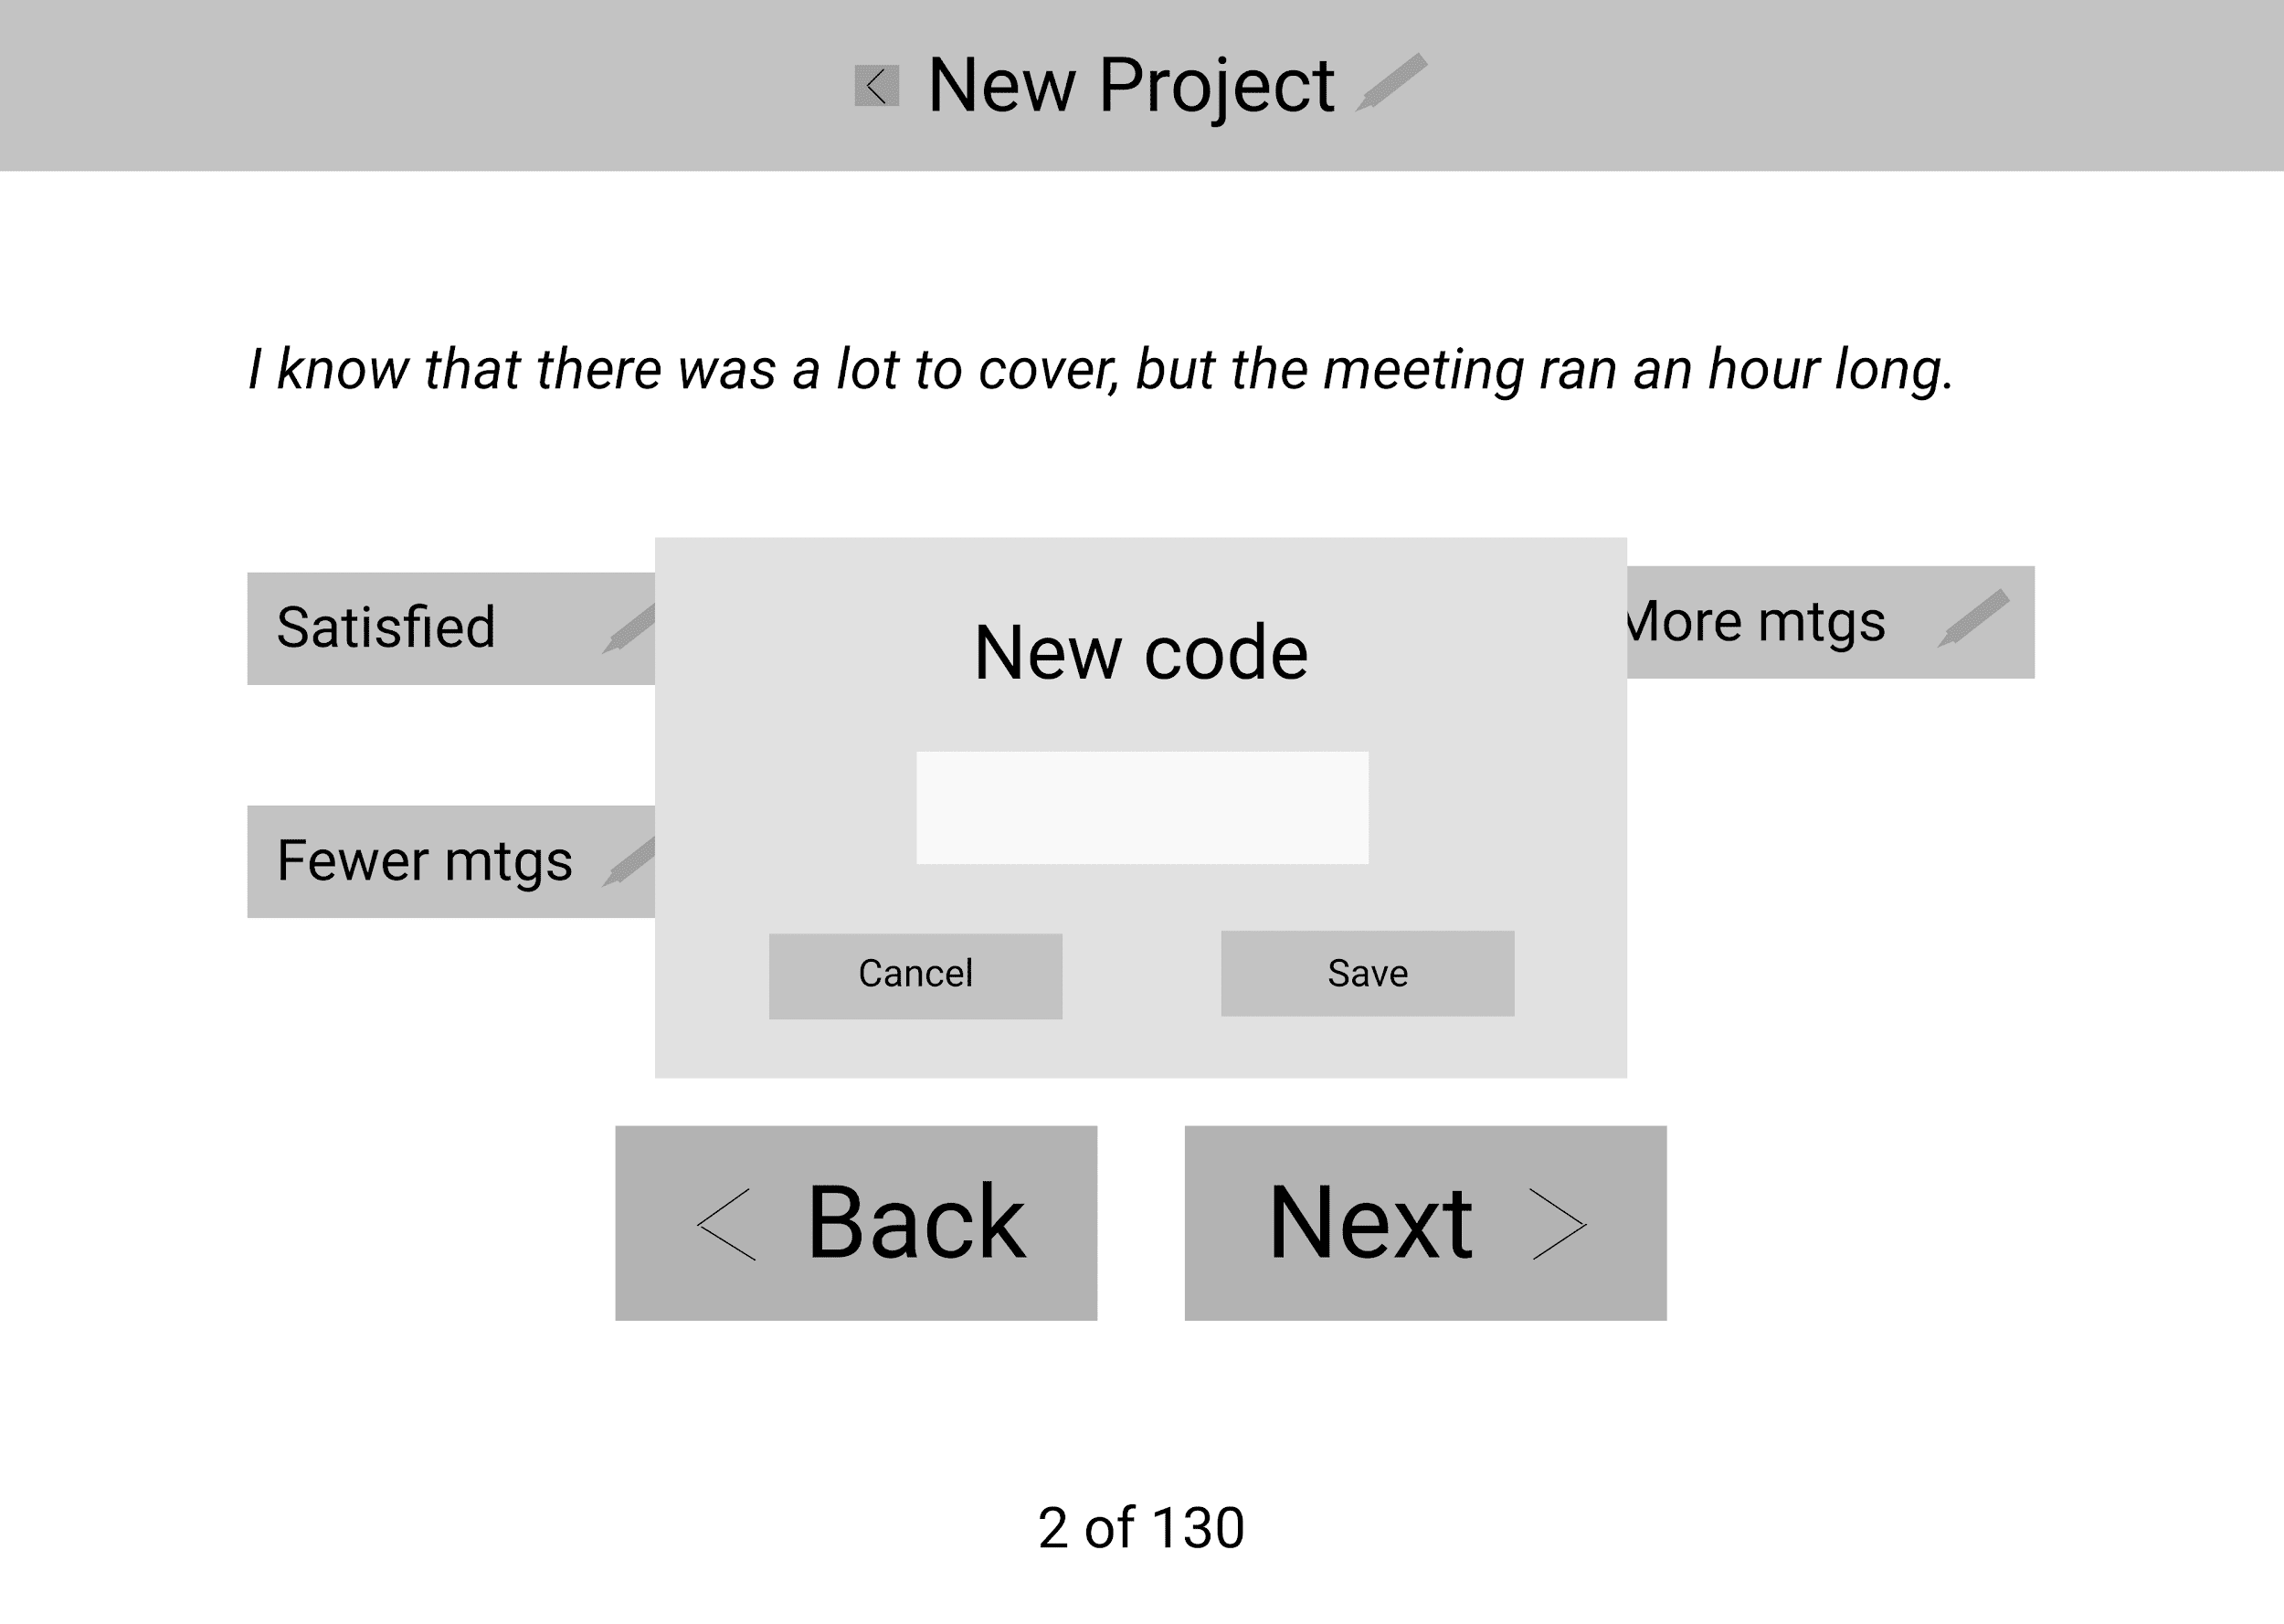 New Project
I know that there was a lot to cover, but the meeting ran an hour long.
Satisfied
New code
More mtgs
Fewer mtgs
Cancel
Save
Back
Next
2 of 130